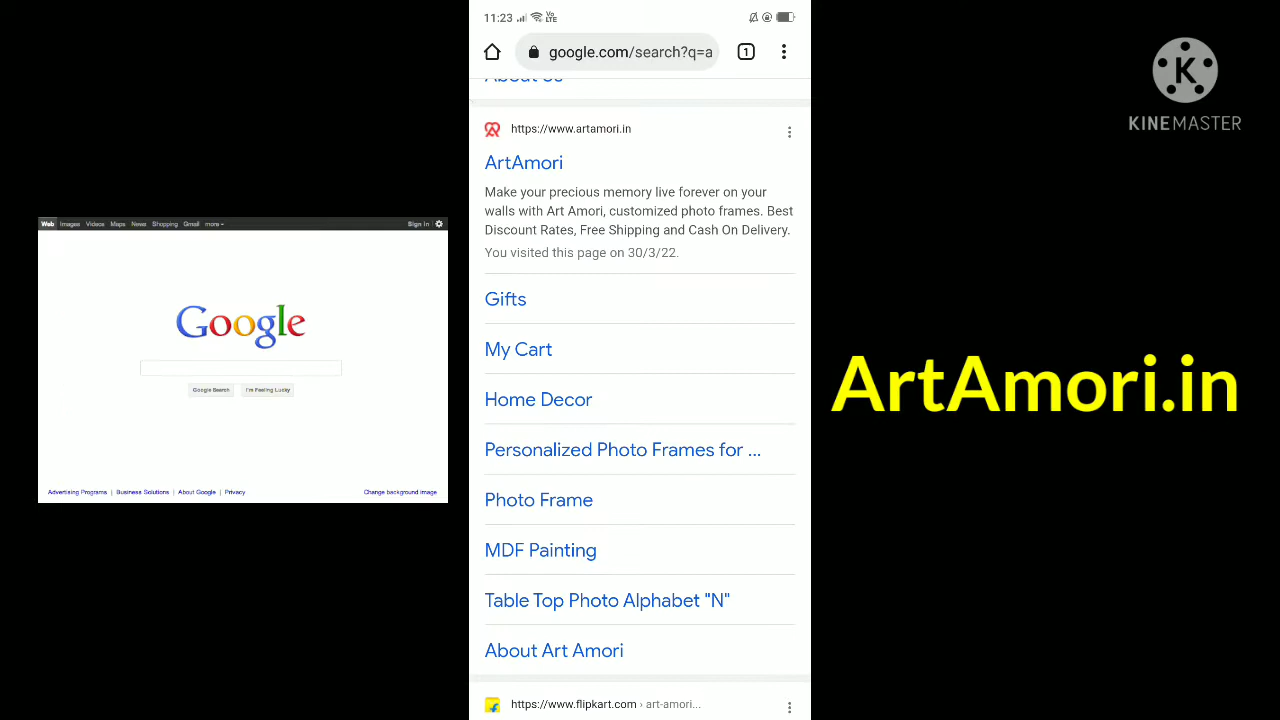 Web Images Videos Maps News Shopping Gmail more
Sign in
Google
Google Search
I'm Feeling Lucky
Advertising Programs | Business Solutions | About Google | Privacy
Change background image
11:23
Vo
LTE
google.com/search?q=a
1
About Us
https://www.artamori.in
ArtAmori
Make your precious memory live forever on your
walls with Art Amori, customized photo frames. Best
Discount Rates, Free Shipping and Cash On Delivery.
You visited this page on 30/3/22.
Gifts
My Cart
Home Decor
Personalized Photo Frames for ...
Photo Frame
MDF Painting
Table Top Photo Alphabet "N"
About Art Amori
https://www.flipkart.com › art-amori...
K
KINEMASTER
ArtAmori.in